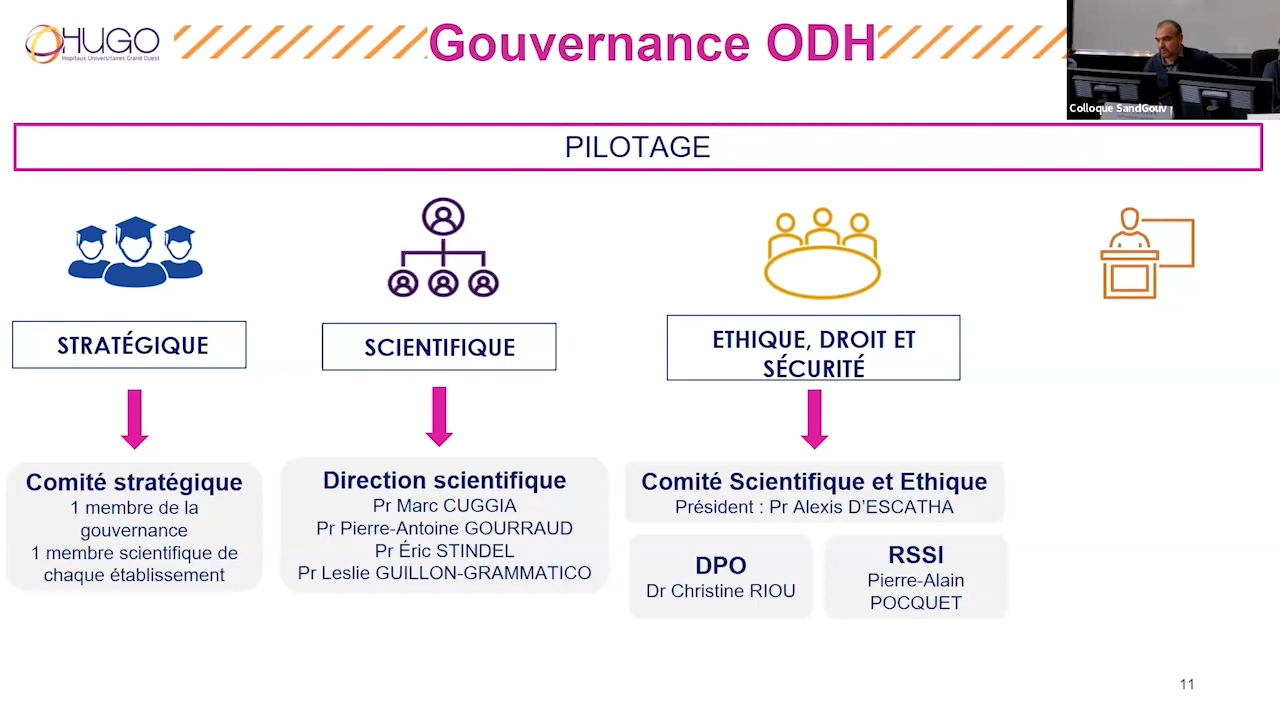 HUGO
Hopitaux Universitaires Grand Ouest
Gouvernance ODH
Colloque SandGouv
PILOTAGE
STRATÉGIQUE
SCIENTIFIQUE
ETHIQUE, DROIT ET
SÉCURITÉ
Comité stratégique
1 membre de la
gouvernance
1 membre scientifique de
chaque établissement
Direction scientifique
Pr Marc CUGGIA
Pr Pierre-Antoine GOURRAUD
Pr Éric STINDEL
Pr Leslie GUILLON-GRAMMATICO
Comité Scientifique et Ethique
Président : Pr Alexis D'ESCATHA
DPO
Dr Christine RIOU
RSSI
Pierre-Alain
POCQUET
11